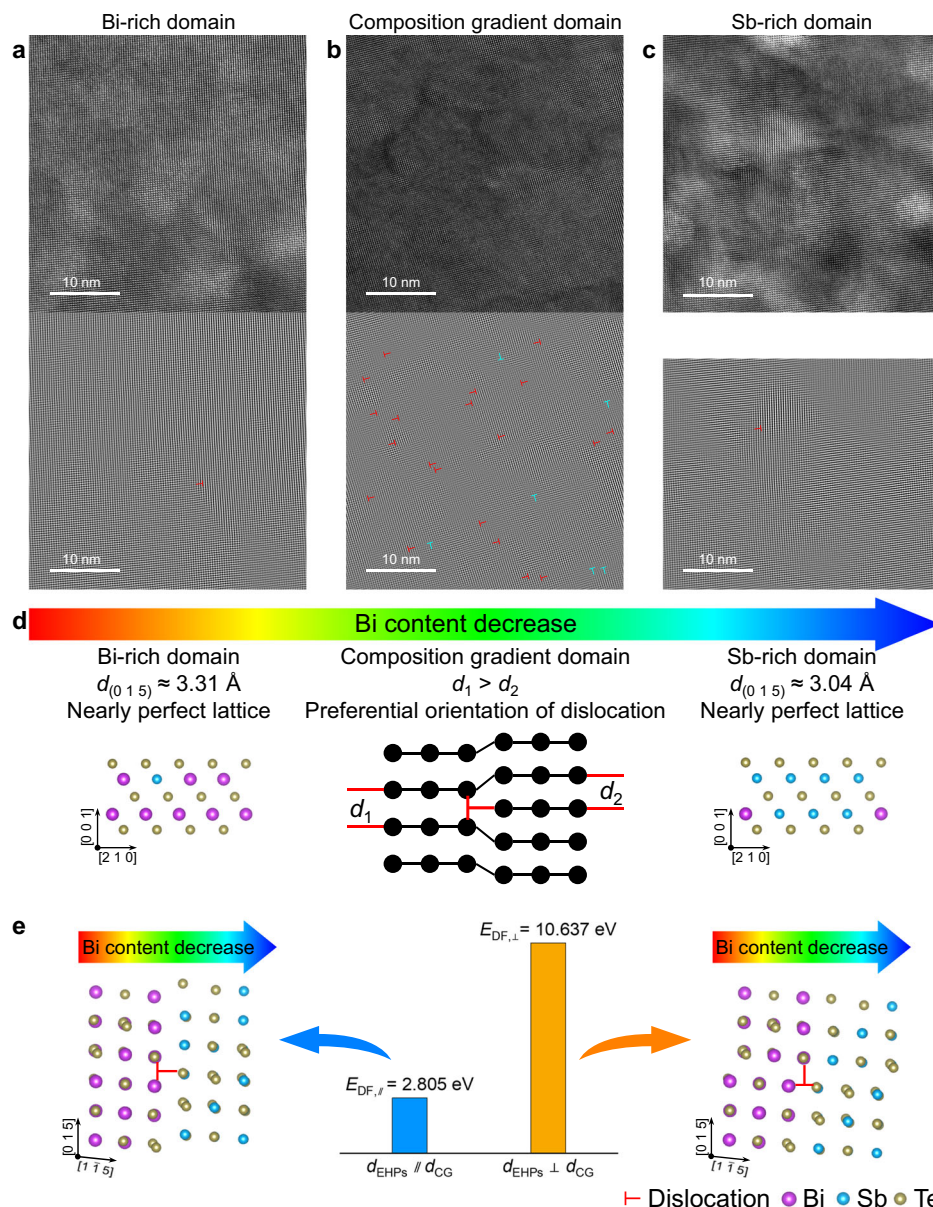 Bi-rich domain
Composition gradient domain
Sb-rich domain
a
b
c
10 nm
10 nm
10 nm
10 nm
10 nm
10 nm
d
Bi content decrease
Bi-rich domain
d(0 1 5) ≈ 3.31 Å
Nearly perfect lattice
Composition gradient domain
d1 > d2
Preferential orientation of dislocation
Sb-rich domain
d(0 1 5) ≈ 3.04 Å
Nearly perfect lattice
[0 0 1]
[2 1 0]
d1
d2
[0 0 1]
[2 1 0]
e
Bi content decrease
[0 1 5]
[1 1̄ 5]
EDF,⊥ = 10.637 eV
EDF,∥ = 2.805 eV
dEHPs ∥ dCG
dEHPs ⊥ dCG
Bi content decrease
[0 1 5]
[1 1̄ 5]
Dislocation Bi Sb Te